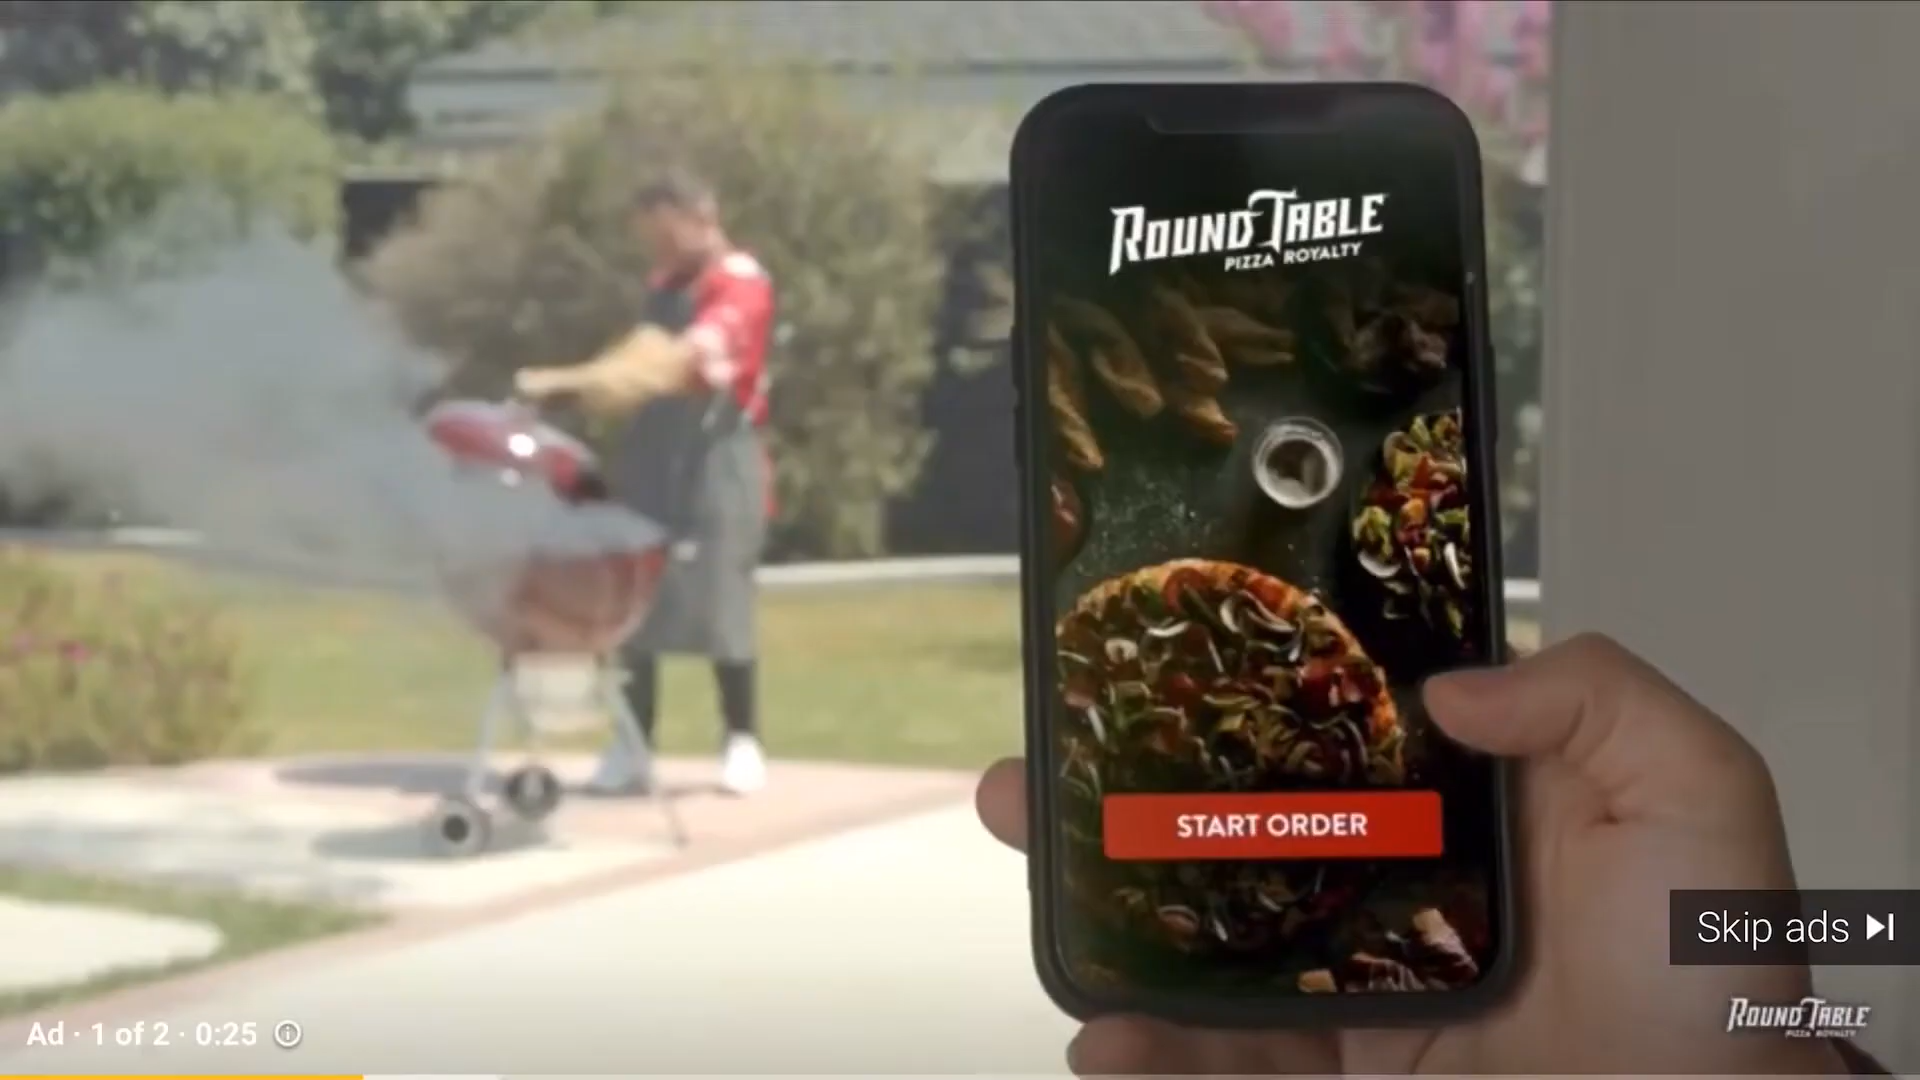 ROUND TABLE
PIZZA ROYALTY
START ORDER
Skip ads
Ad · 1 of 2 · 0:25
ROUND TABLE
PIZZA ROYALTY